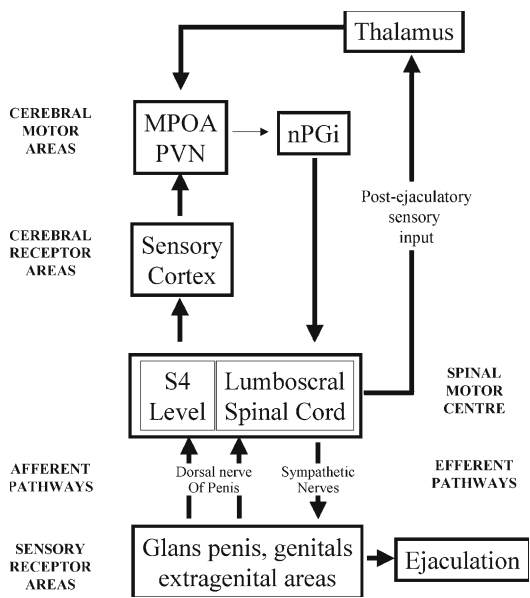 Thalamus
CEREBRAL
MOTOR
AREAS
MPOA
PVN
nPGi
Post-ejaculatory
sensory
input
CEREBRAL
RECEPTOR
AREAS
Sensory
Cortex
S4
Level
Lumboscral
Spinal Cord
SPINAL
MOTOR
CENTRE
AFFERENT
PATHWAYS
Dorsal nerve
Of Penis
Sympathetic
Nerves
EFFERENT
PATHWAYS
SENSORY
RECEPTOR
AREAS
Glans penis, genitals
extragenital areas
Ejaculation